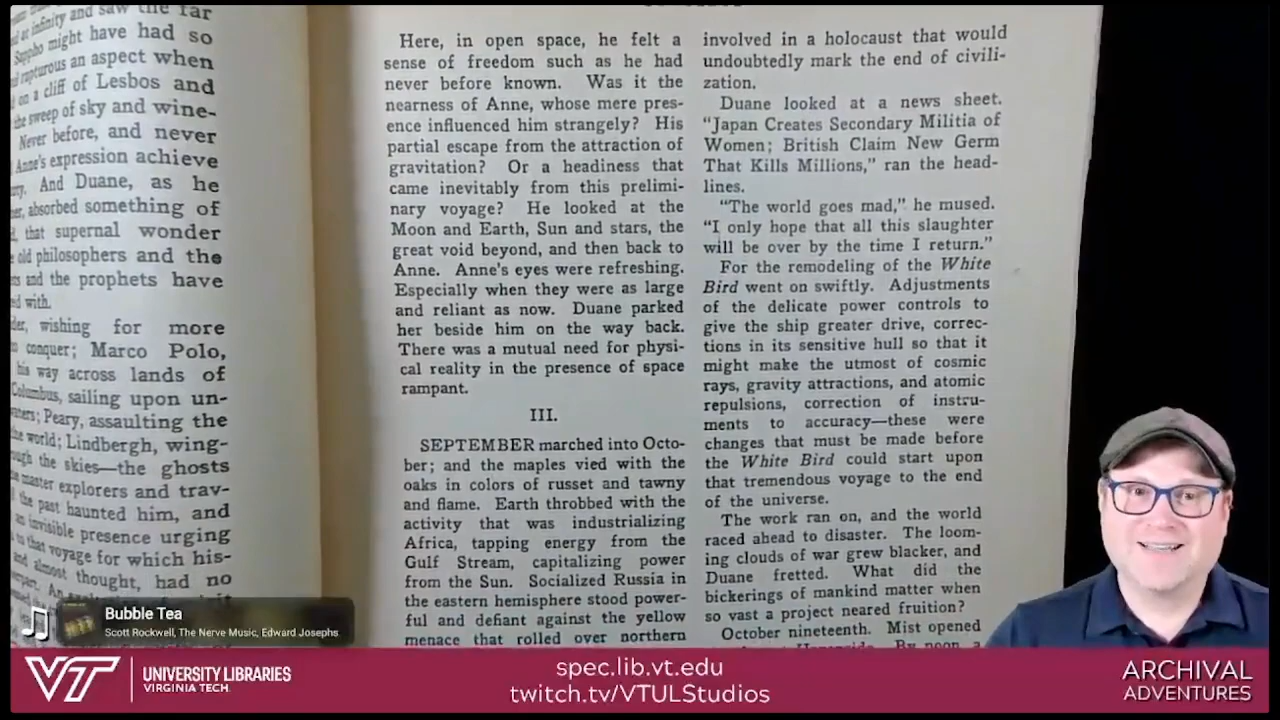 at infinity and saw the far
Sappho might have had so
rapturous an aspect when
on a cliff of Lesbos and
the sweep of sky and wine-
Never before, and never
Anne's expression achieve
And Duane, as he
absorbed something of
that supernal wonder
old philosophers and the
and the prophets have
with.
wishing for more
conquer; Marco Polo,
his way across lands of
Columbus, sailing upon un-
Peary, assaulting the
world; Lindbergh, wing-
the skies—the ghosts
master explorers and trav-
the past haunted him, and
invisible presence urging
that voyage for which his-
almost thought, had no
Here, in open space, he felt a
sense of freedom such as he had
never before known. Was it the
nearness of Anne, whose mere pres-
ence influenced him strangely? His
partial escape from the attraction of
gravitation? Or a headiness that
came inevitably from this prelimi-
nary voyage? He looked at the
Moon and Earth, Sun and stars, the
great void beyond, and then back to
Anne. Anne's eyes were refreshing.
Especially when they were as large
and reliant as now. Duane parked
her beside him on the way back.
There was a mutual need for physi-
cal reality in the presence of space
rampant.
III.
SEPTEMBER marched into Octo-
ber; and the maples vied with the
oaks in colors of russet and tawny
and flame. Earth throbbed with the
activity that was industrializing
Africa, tapping energy from the
Gulf Stream, capitalizing power
from the Sun. Socialized Russia in
the eastern hemisphere stood power-
ful and defiant against the yellow
menace that rolled over northern
involved in a holocaust that would
undoubtedly mark the end of civili-
zation.
Duane looked at a news sheet.
"Japan Creates Secondary Militia of
Women; British Claim New Germ
That Kills Millions," ran the head-
lines.
"The world goes mad," he mused.
"I only hope that all this slaughter
will be over by the time I return."
For the remodeling of the White
Bird went on swiftly. Adjustments
of the delicate power controls to
give the ship greater drive, correc-
tions in its sensitive hull so that it
might make the utmost of cosmic
rays, gravity attractions, and atomic
repulsions, correction of instru-
ments to accuracy—these were
changes that must be made before
the White Bird could start upon
that tremendous voyage to the end
of the universe.
The work ran on, and the world
raced ahead to disaster. The loom-
ing clouds of war grew blacker, and
Duane fretted. What did the
bickerings of mankind matter when
so vast a project neared fruition?
October nineteenth. Mist opened
Bubble Tea
Scott Rockwell, The Nerve Music, Edward Josephs
VT UNIVERSITY LIBRARIES
VIRGINIA TECH.
spec.lib.vt.edu
twitch.tv/VTULStudios
ARCHIVAL
ADVENTURES